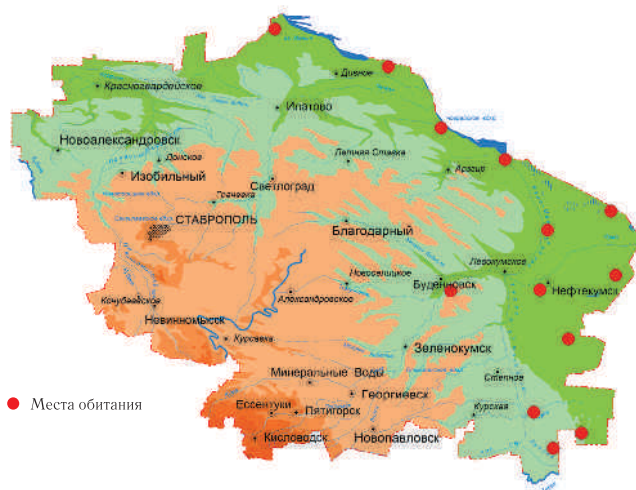 Дивное
Красногвардейское
Ипатово
Новоалександровск
Донское
Летняя Ставка
Арзгир
Изобильный
Светлоград
Грачевка
СТАВРОПОЛЬ
Благодарный
Левокумское
Новоселицкое
Буденновск
Нефтекумск
Кочубеевское
Александровское
Невинномысск
Курсавка
Зеленокумск
Минеральные Воды
Степное
Георгиевск
Ессентуки
Пятигорск
Курская
Места обитания
Кисловодск
Новопавловск